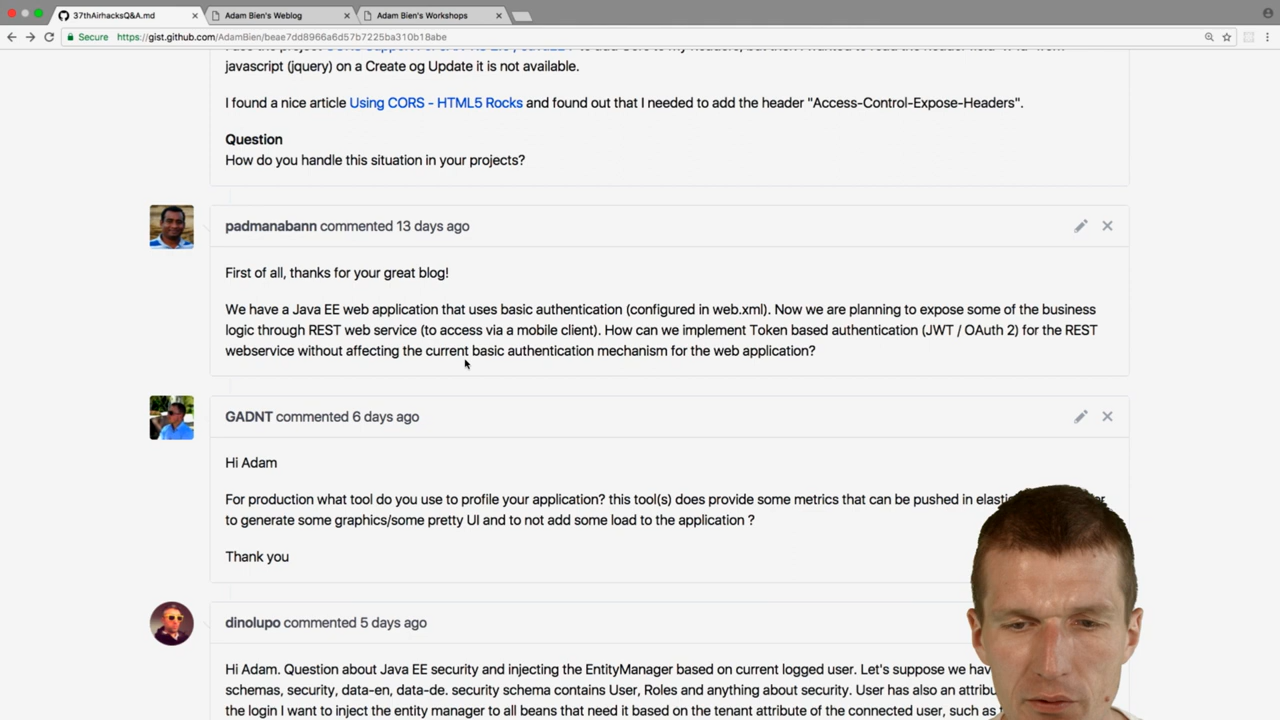 37thAirhacksQ&A.md
Adam Bien's Weblog
Adam Bien's Workshops
Secure https://gist.github.com/AdamBien/beae7dd8966a6d57b7225ba310b18abe
javascript (jquery) on a Create og Update it is not available.
I found a nice article Using CORS - HTML5 Rocks and found out that I needed to add the header "Access-Control-Expose-Headers".
Question
How do you handle this situation in your projects?
padmanabann commented 13 days ago
First of all, thanks for your great blog!
We have a Java EE web application that uses basic authentication (configured in web.xml). Now we are planning to expose some of the business
logic through REST web service (to access via a mobile client). How can we implement Token based authentication (JWT / OAuth 2) for the REST
webservice without affecting the current basic authentication mechanism for the web application?
GADNT commented 6 days ago
Hi Adam
For production what tool do you use to profile your application? this tool(s) does provide some metrics that can be pushed in
to generate some graphics/some pretty UI and to not add some load to the application ?
Thank you
dinolupo commented 5 days ago
Hi Adam. Question about Java EE security and injecting the EntityManager based on current logged user. Let's suppose we
schemas, security, data-en, data-de. security schema contains User, Roles and anything about security. User has also an
the login I want to inject the entity manager to all beans that need it based on the tenant attribute of the connected user, such as